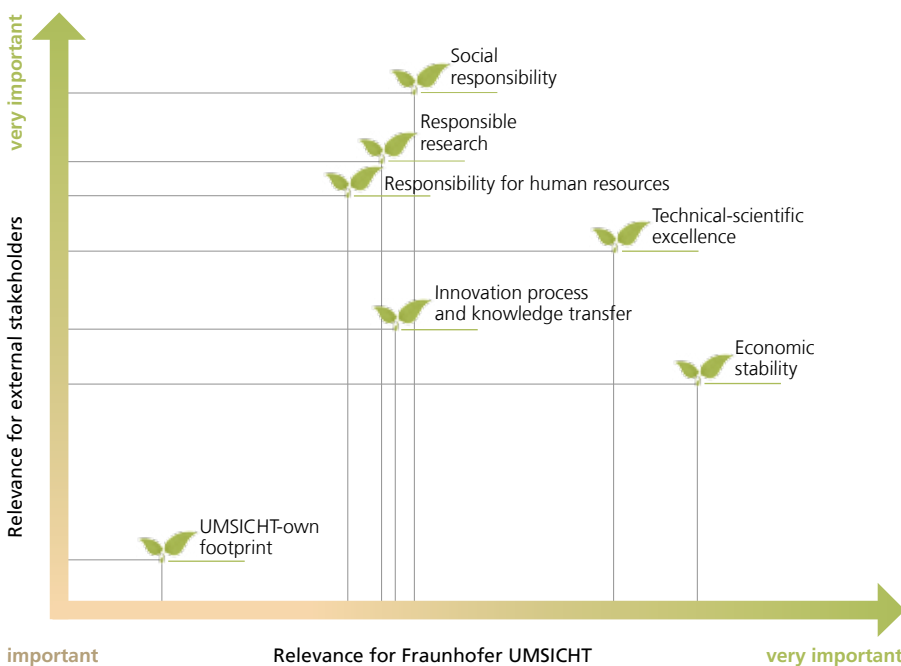 very important
Relevance for external stakeholders
Social
responsibility
Responsible
research
Responsibility for human resources
Technical-scientific
excellence
Innovation process
and knowledge transfer
Economic
stability
UMSICHT-own
footprint
important
Relevance for Fraunhofer UMSICHT
very important